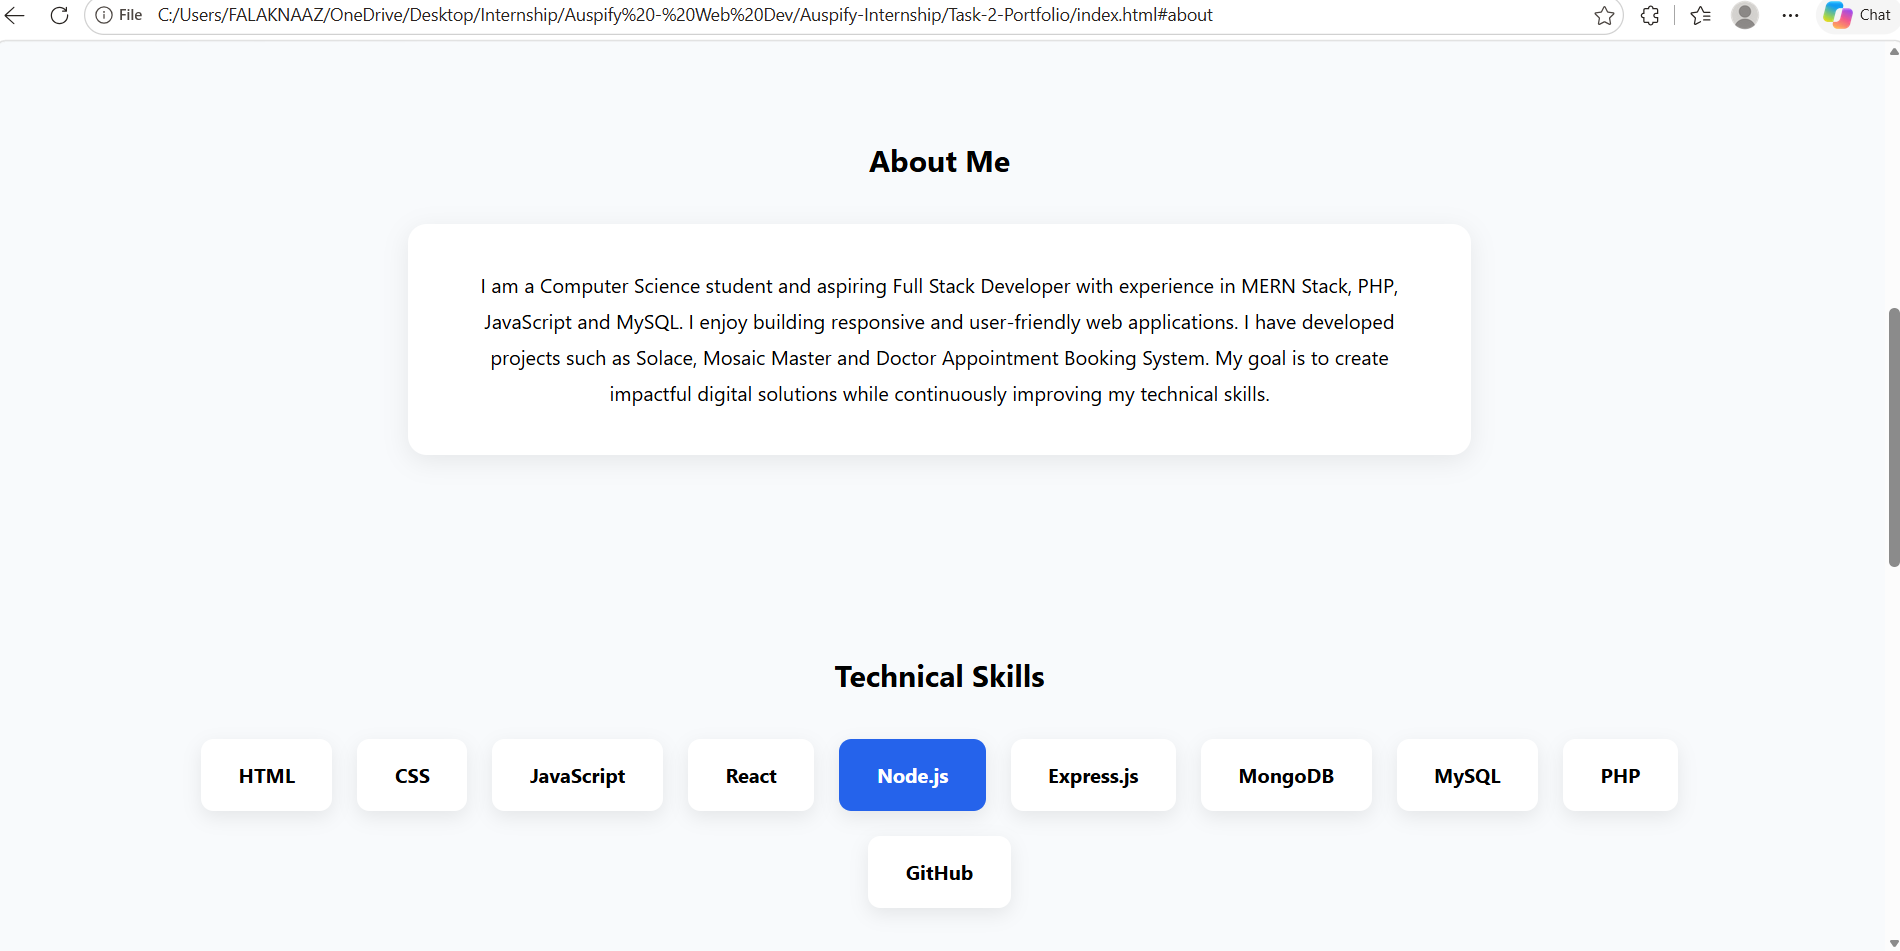 File C:/Users/FALAKNAAZ/OneDrive/Desktop/Internship/Auspify%20-%20Web%20Dev/Auspify-Internship/Task-2-Portfolio/index.html#about Chat
About Me
I am a Computer Science student and aspiring Full Stack Developer with experience in MERN Stack, PHP,
JavaScript and MySQL. I enjoy building responsive and user-friendly web applications. I have developed
projects such as Solace, Mosaic Master and Doctor Appointment Booking System. My goal is to create
impactful digital solutions while continuously improving my technical skills.
Technical Skills
HTML CSS JavaScript React Node.js Express.js MongoDB MySQL PHP
GitHub